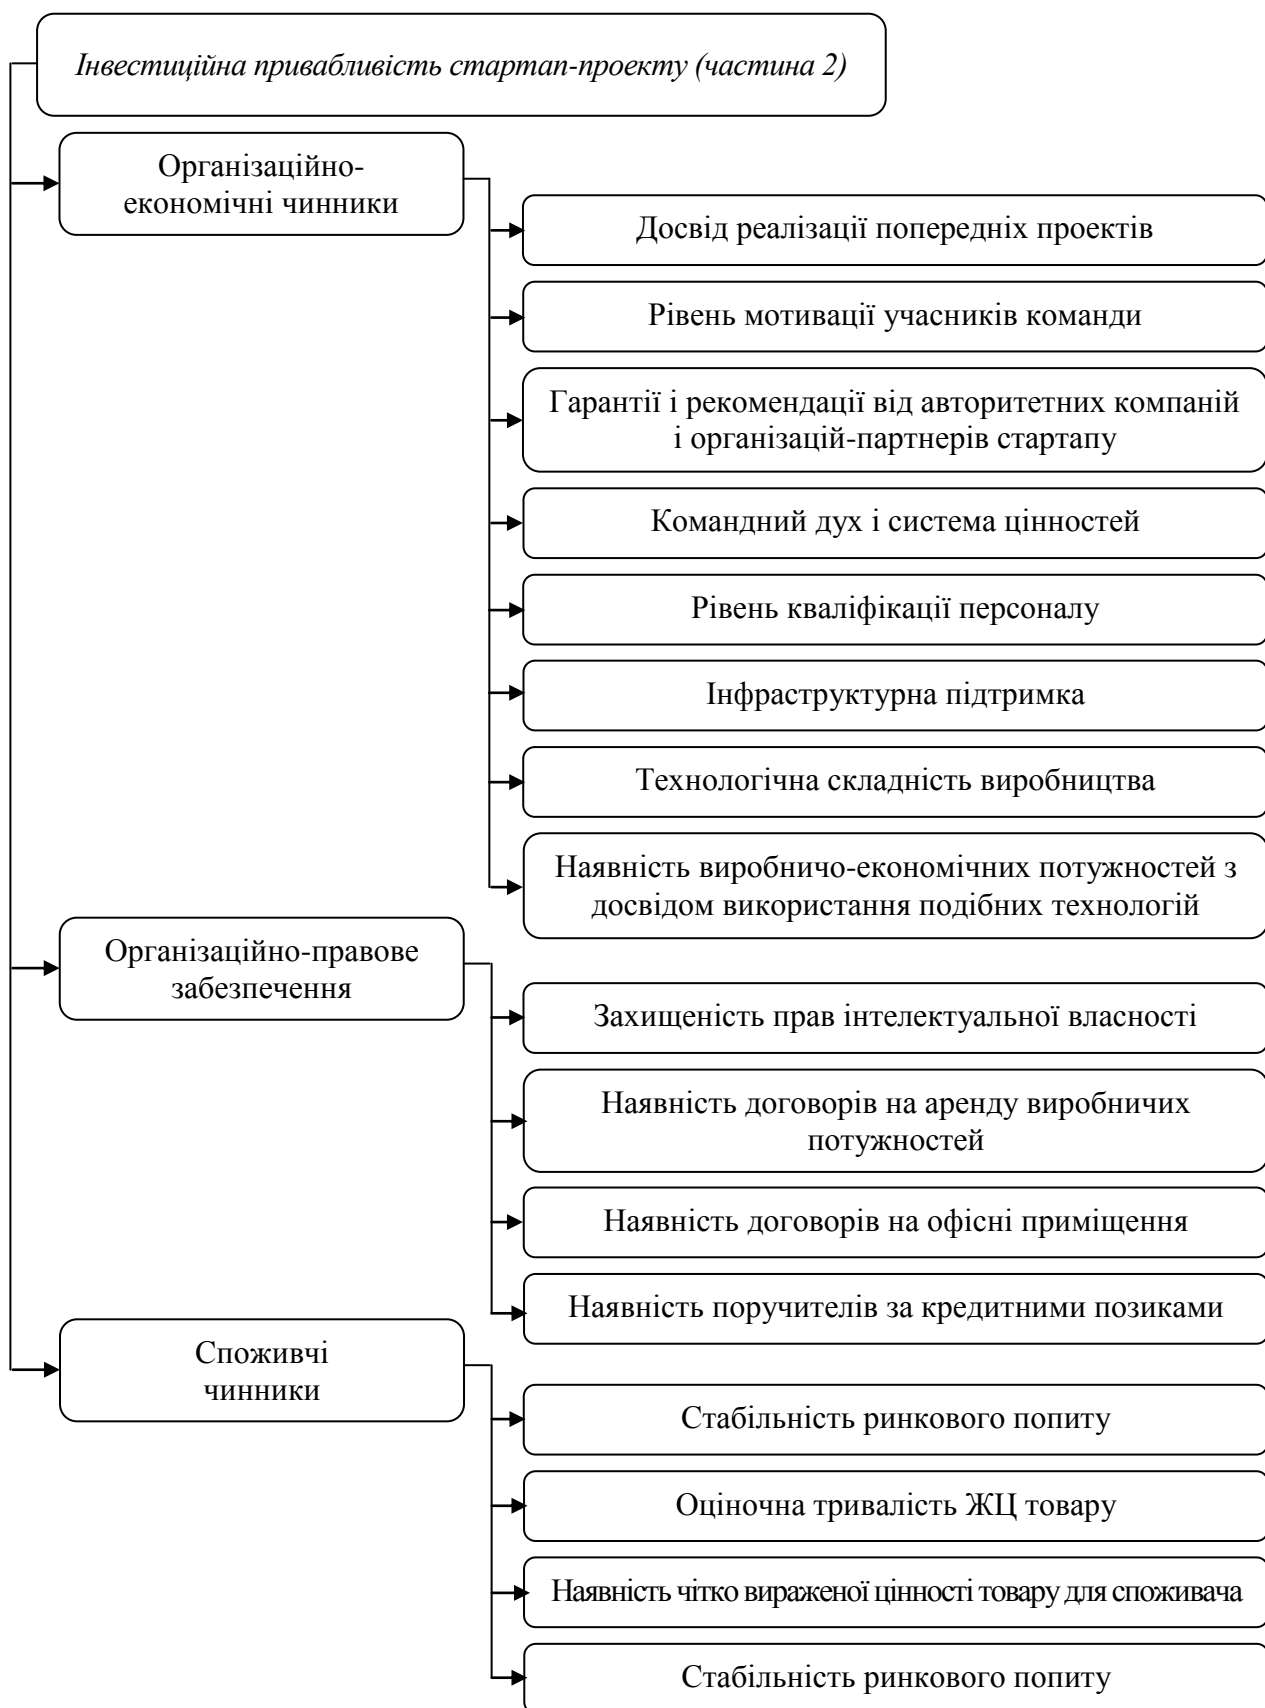 Інвестиційна привабливість стартап-проекту (частина 2)
Організаційно-
економічні чинники
Досвід реалізації попередніх проектів
Рівень мотивації учасників команди
Гарантії і рекомендації від авторитетних компаній
і організацій-партнерів стартапу
Командний дух і система цінностей
Рівень кваліфікації персоналу
Інфраструктурна підтримка
Технологічна складність виробництва
Наявність виробничо-економічних потужностей з
досвідом використання подібних технологій
Організаційно-правове
забезпечення
Захищеність прав інтелектуальної власності
Наявність договорів на аренду виробничих
потужностей
Наявність договорів на офісні приміщення
Наявність поручителів за кредитними позиками
Споживчі
чинники
Стабільність ринкового попиту
Оціночна тривалість ЖЦ товару
Наявність чітко вираженої цінності товару для споживача
Стабільність ринкового попиту